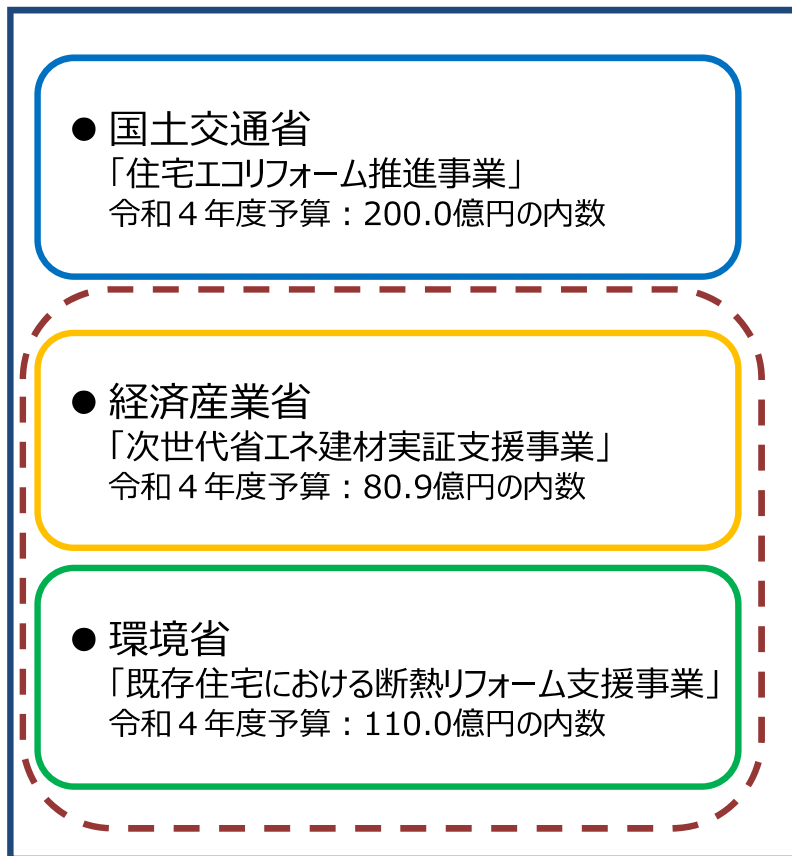 ● 国土交通省
「住宅エコリフォーム推進事業」
令和４年度予算：200.0億円の内数
● 経済産業省
「次世代省エネ建材実証支援事業」
令和４年度予算：80.9億円の内数
● 環境省
「既存住宅における断熱リフォーム支援事業」
令和４年度予算：110.0億円の内数